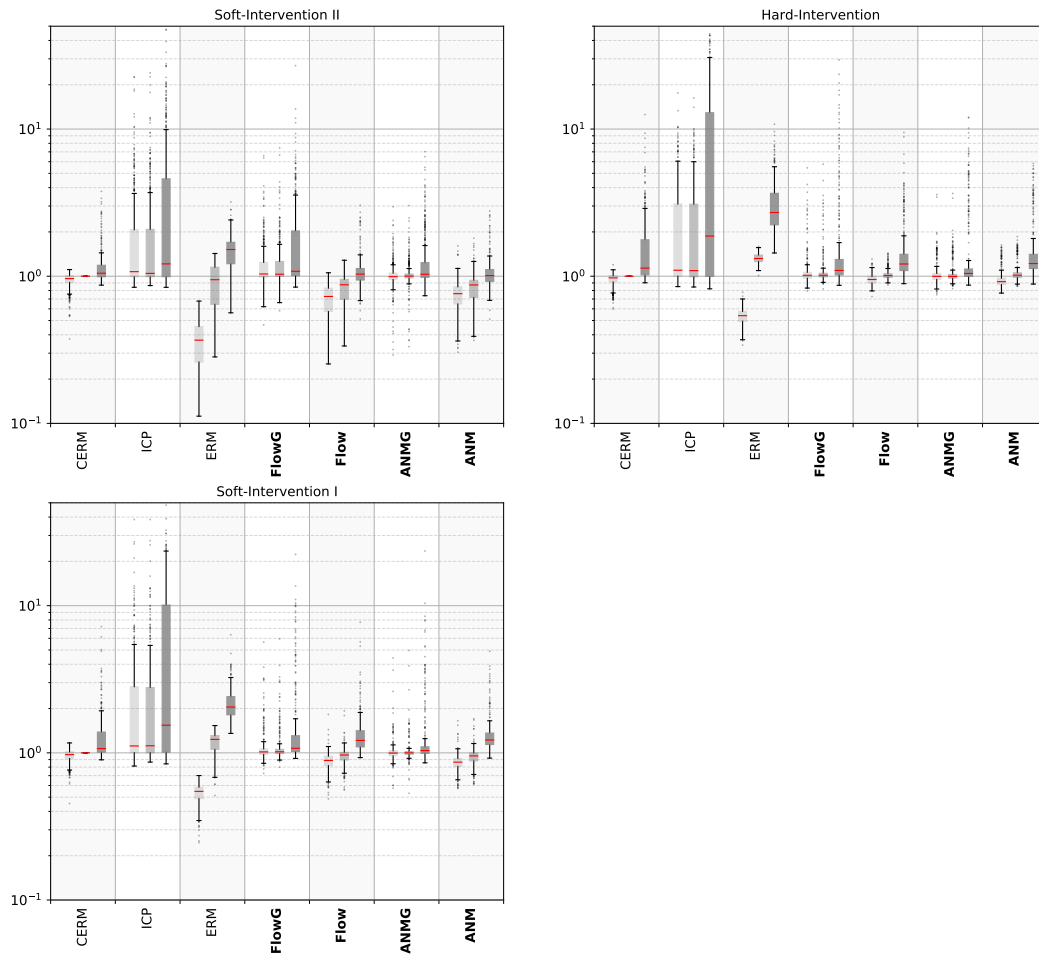 Soft-Intervention II
10¹
10⁰
10⁻¹
CERM
ICP
ERM
FlowG
Flow
ANMG
ANM
Hard-Intervention
10¹
10⁰
10⁻¹
CERM
ICP
ERM
FlowG
Flow
ANMG
ANM
Soft-Intervention I
10¹
10⁰
10⁻¹
CERM
ICP
ERM
FlowG
Flow
ANMG
ANM